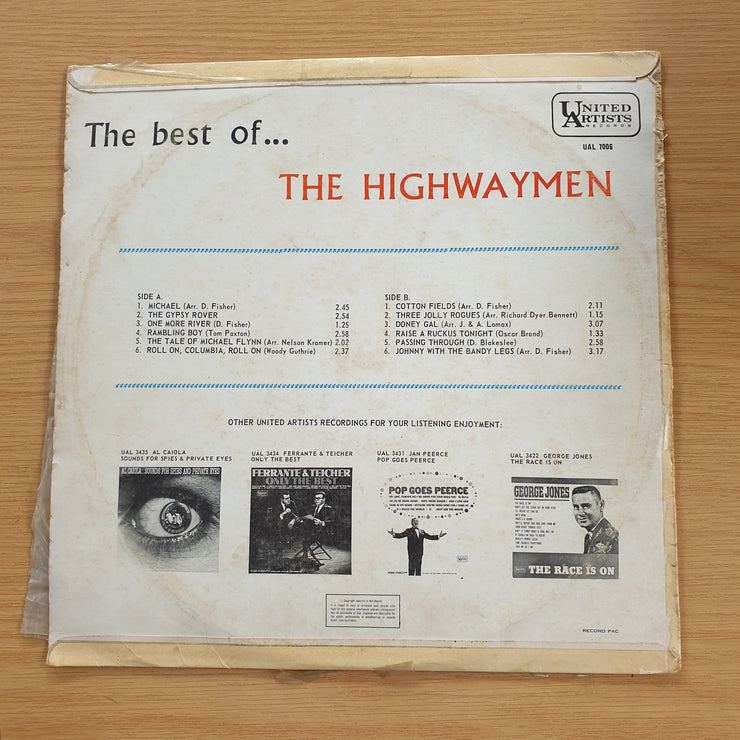 UNITED
ARTISTS
RECORDS
UAL 7006
The best of...
THE HIGHWAYMEN
SIDE A.
1. MICHAEL (Arr. D. Fisher) 2.45
2. THE GYPSY ROVER 2.54
3. ONE MORE RIVER (D. Fisher) 1.25
4. RAMBLING BOY (Tom Paxton) 2.58
5. THE TALE OF MICHAEL FLYNN (Arr. Nelson Kramer) 2.02
6. ROLL ON, COLUMBIA, ROLL ON (Woody Guthrie) 2.37
SIDE B.
1. COTTON FIELDS (Arr. D. Fisher) 2.11
2. THREE JOLLY ROGUES (Arr. Richard Dyer Bennett) 1.15
3. DONEY GAL (Arr. J. & A. Lomax) 3.07
4. RAISE A RUCKUS TONIGHT (Oscar Brand) 1.33
5. PASSING THROUGH (D. Blakeslee) 2.58
6. JOHNNY WITH THE BANDY LEGS (Arr. D. Fisher) 3.17
OTHER UNITED ARTISTS RECORDINGS FOR YOUR LISTENING ENJOYMENT:
UAL 3435 AL CAIOLA
SOUNDS FOR SPIES & PRIVATE EYES
AL CAIOLA SOUNDS FOR SPIES AND PRIVATE EYES
UAL 3434 FERRANTE & TEICHER
ONLY THE BEST
FERRANTE & TEICHER
ONLY THE BEST
UAL 3431 JAN PEERCE
POP GOES PEERCE
POP GOES PEERCE
UAL 3422 GEORGE JONES
THE RACE IS ON
GEORGE JONES
THE RACE IS ON
RECORD PAC